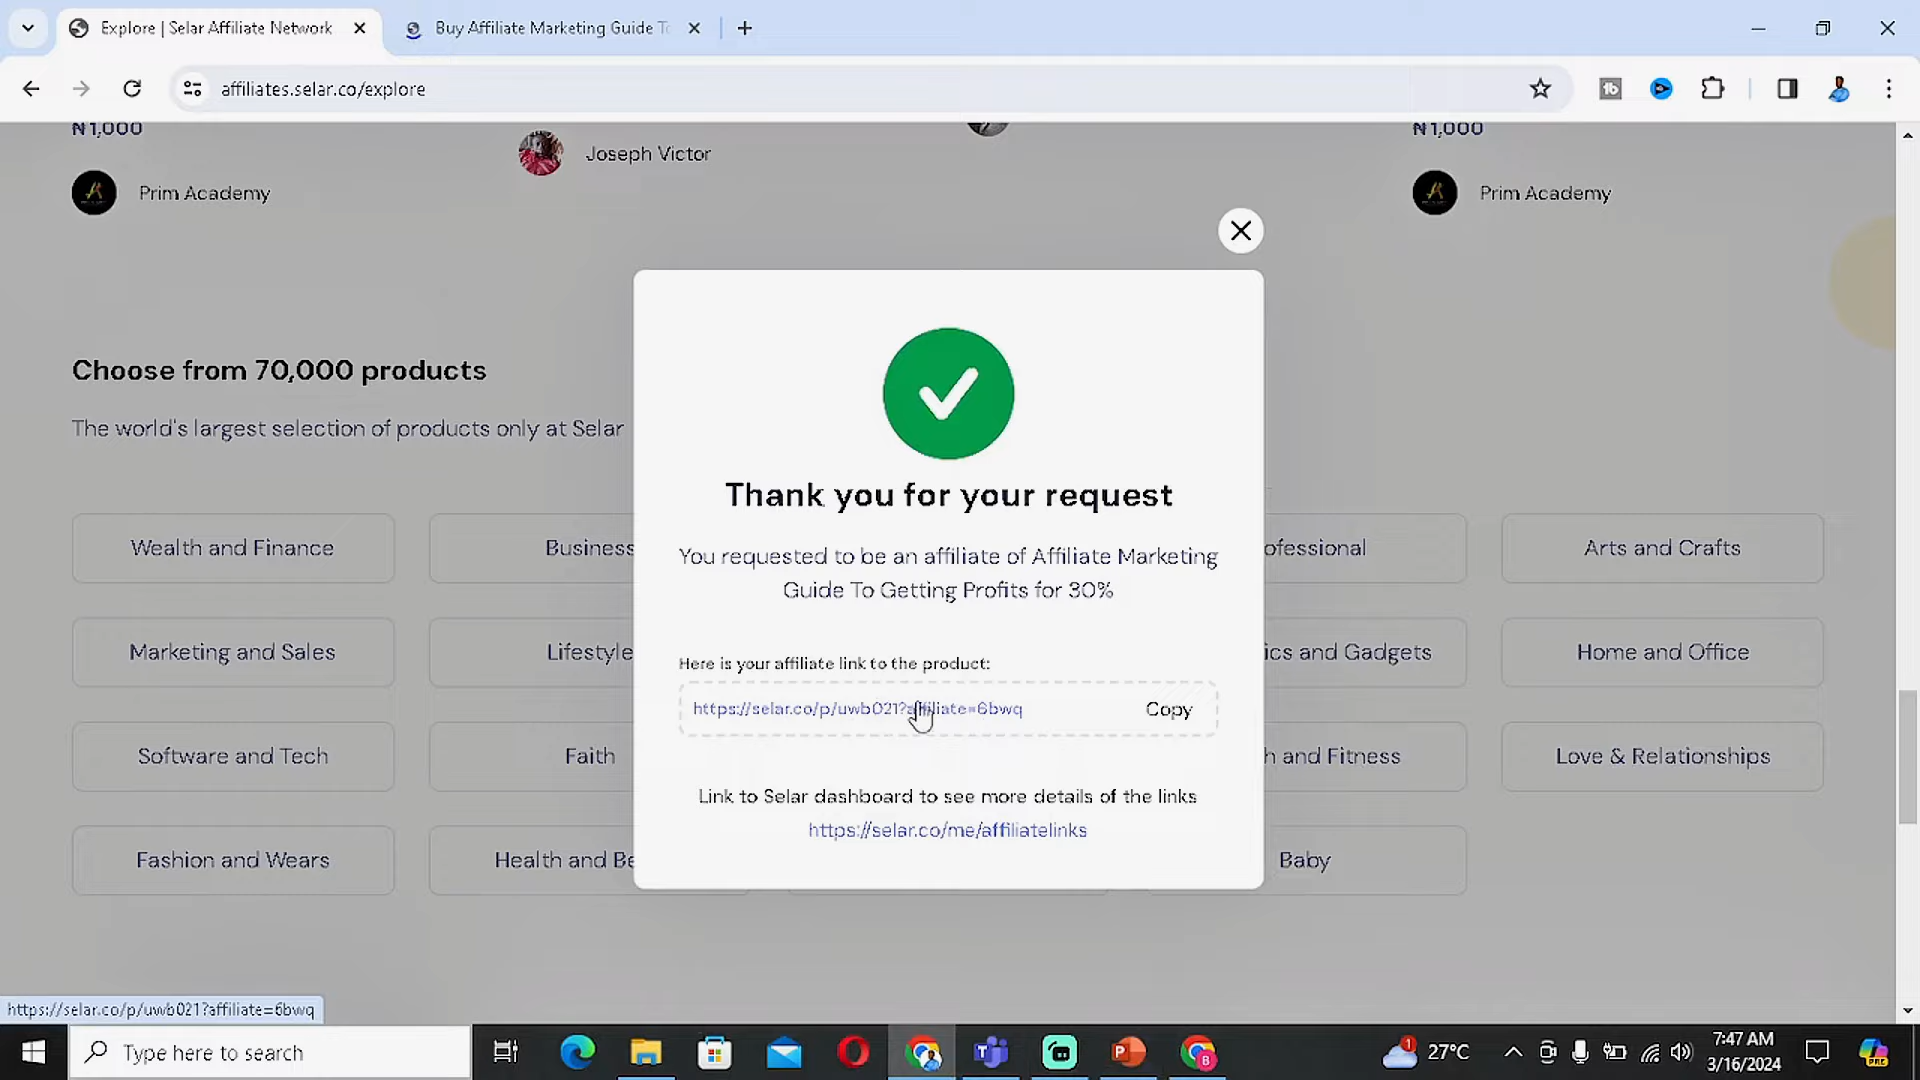 Explore | Selar Affiliate Network
Buy Affiliate Marketing Guide To
affiliates.selar.co/explore
₦1,000
₦1,000
Joseph Victor
Prim Academy
Prim Academy
Choose from 70,000 products
The world's largest selection of products only at Selar
Thank you for your request
You requested to be an affiliate of Affiliate Marketing
Guide To Getting Profits for 30%
Here is your affiliate link to the product:
https://selar.co/p/uwb021?affiliate=6bwq
Copy
Link to Selar dashboard to see more details of the links
https://selar.co/me/affiliatelinks
Wealth and Finance
Business
ofessional
Arts and Crafts
Marketing and Sales
Lifestyle
ics and Gadgets
Home and Office
Software and Tech
Faith
h and Fitness
Love & Relationships
Fashion and Wears
Health and Be
Baby
https://selar.co/p/uwb021?affiliate=6bwq
Type here to search
1
27°C
7:47 AM
3/16/2024